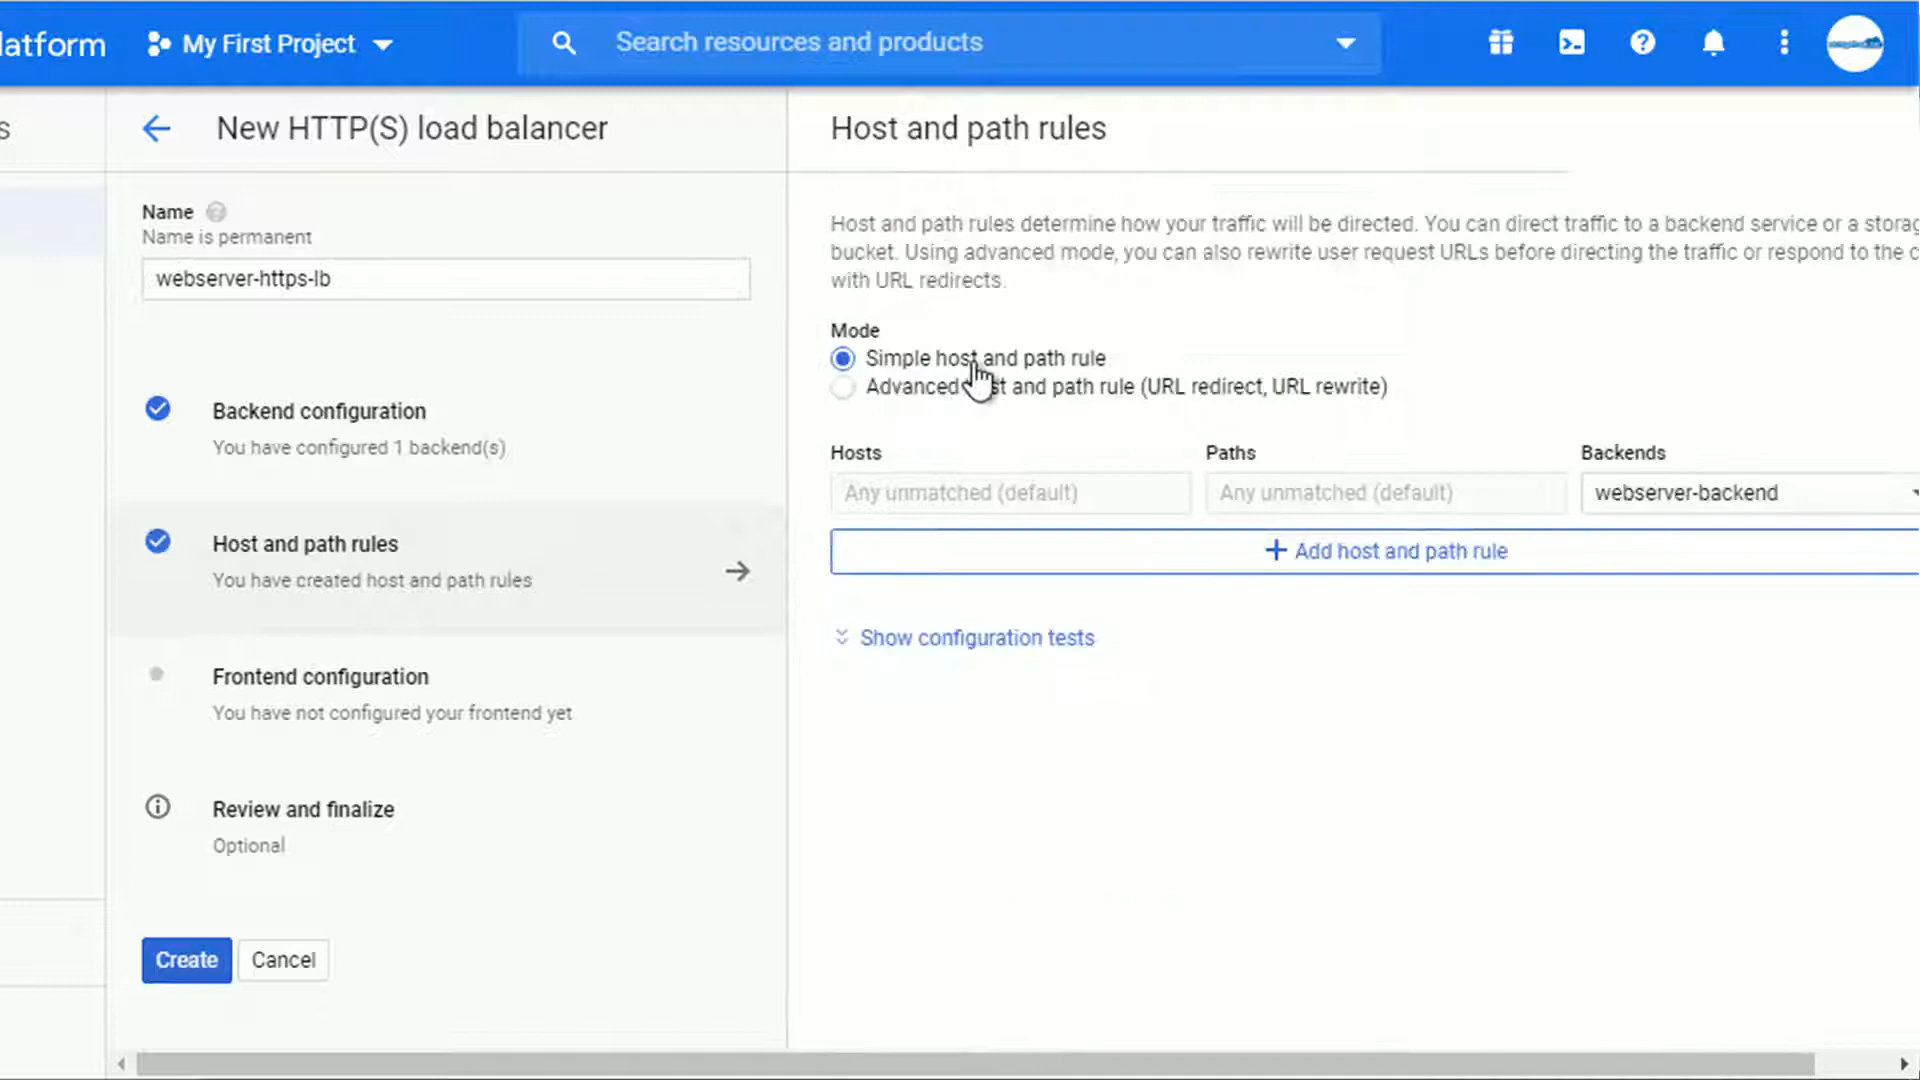 latform
My First Project
Search resources and products
s
New HTTP(S) load balancer
Host and path rules
Name
Name is permanent
webserver-https-lb
Backend configuration
You have configured 1 backend(s)
Host and path rules
You have created host and path rules
Frontend configuration
You have not configured your frontend yet
Review and finalize
Optional
Create
Cancel
Host and path rules determine how your traffic will be directed. You can direct traffic to a backend service or a storag
bucket. Using advanced mode, you can also rewrite user request URLs before directing the traffic or respond to the c
with URL redirects.
Mode
Simple host and path rule
Advanced st and path rule (URL redirect, URL rewrite)
Hosts
Paths
Backends
Any unmatched (default)
Any unmatched (default)
webserver-backend
+ Add host and path rule
Show configuration tests